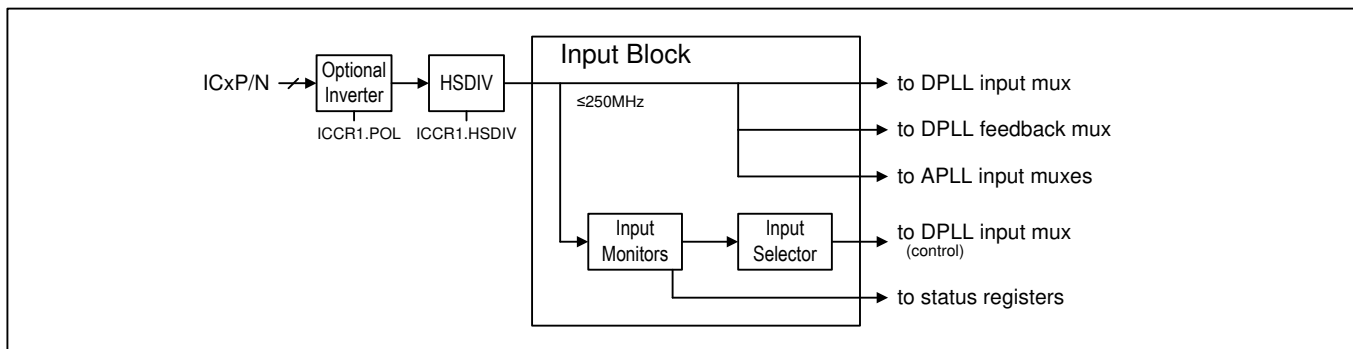 Input Block
ICxP/N
Optional
Inverter
HSDIV
≤250MHz
ICCR1.POL
ICCR1.HSDIV
to DPLL input mux
to DPLL feedback mux
to APLL input muxes
Input
Monitors
Input
Selector
to DPLL input mux
(control)
to status registers